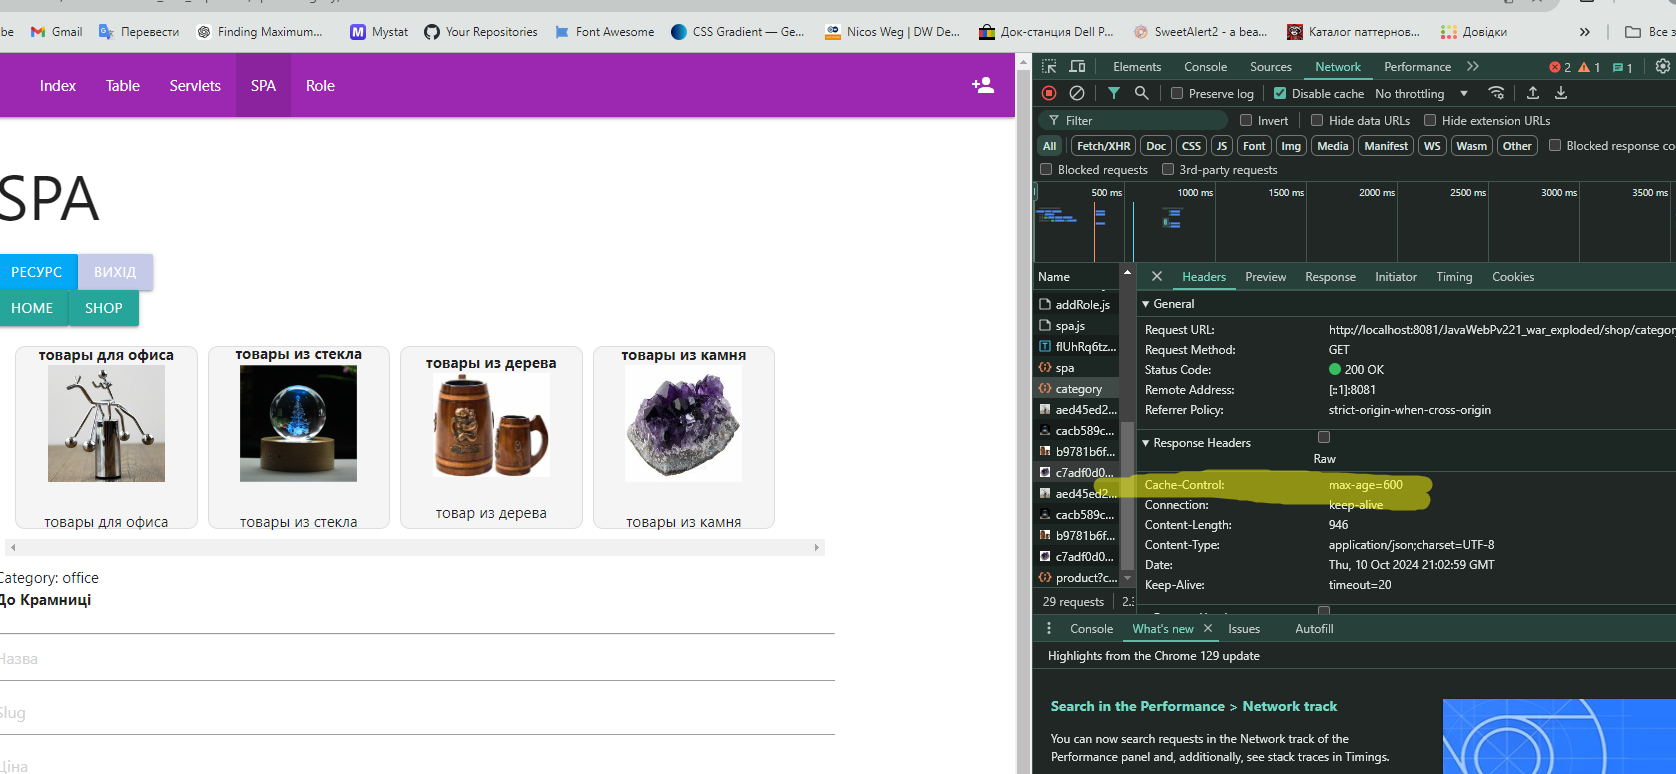 be Gmail Перевести Finding Maximum... Mystat Your Repositories Font Awesome CSS Gradient — Ge... Nicos Weg | DW De... Док-станция Dell P... SweetAlert2 - a bea... Каталог паттернов... Довідки » Все з
Index Table Servlets SPA Role
SPA
РЕСУРС ВИХІД
HOME SHOP
товары для офиса товары из стекла товары из дерева товары из камня
товары для офиса товары из стекла товар из дерева товары из камня
Category: office
До Крамниці
Назва
Slug
Ціна
Elements Console Sources Network Performance » 2 1 1
Preserve log Disable cache No throttling
Filter Invert Hide data URLs Hide extension URLs
All Fetch/XHR Doc CSS JS Font Img Media Manifest WS Wasm Other Blocked response co
Blocked requests 3rd-party requests
500 ms 1000 ms 1500 ms 2000 ms 2500 ms 3000 ms 3500 ms
Name
addRole.js
spa.js
flUhRq6tz...
spa
category
aed45ed2...
cacb589c...
b9781b6f...
c7adf0d0...
aed45ed2...
cacb589c...
b9781b6f...
c7adf0d0...
product?c...
29 requests 2.3
× Headers Preview Response Initiator Timing Cookies
General
Request URL: http://localhost:8081/JavaWebPv221_war_exploded/shop/category
Request Method: GET
Status Code: 200 OK
Remote Address: [::1]:8081
Referrer Policy: strict-origin-when-cross-origin
Response Headers
Raw
Cache-Control: max-age=600
Connection: keep-alive
Content-Length: 946
Content-Type: application/json;charset=UTF-8
Date: Thu, 10 Oct 2024 21:02:59 GMT
Keep-Alive: timeout=20
Console What's new × Issues Autofill
Highlights from the Chrome 129 update
Search in the Performance > Network track
You can now search requests in the Network track of the
Performance panel and, additionally, see stack traces in Timings.